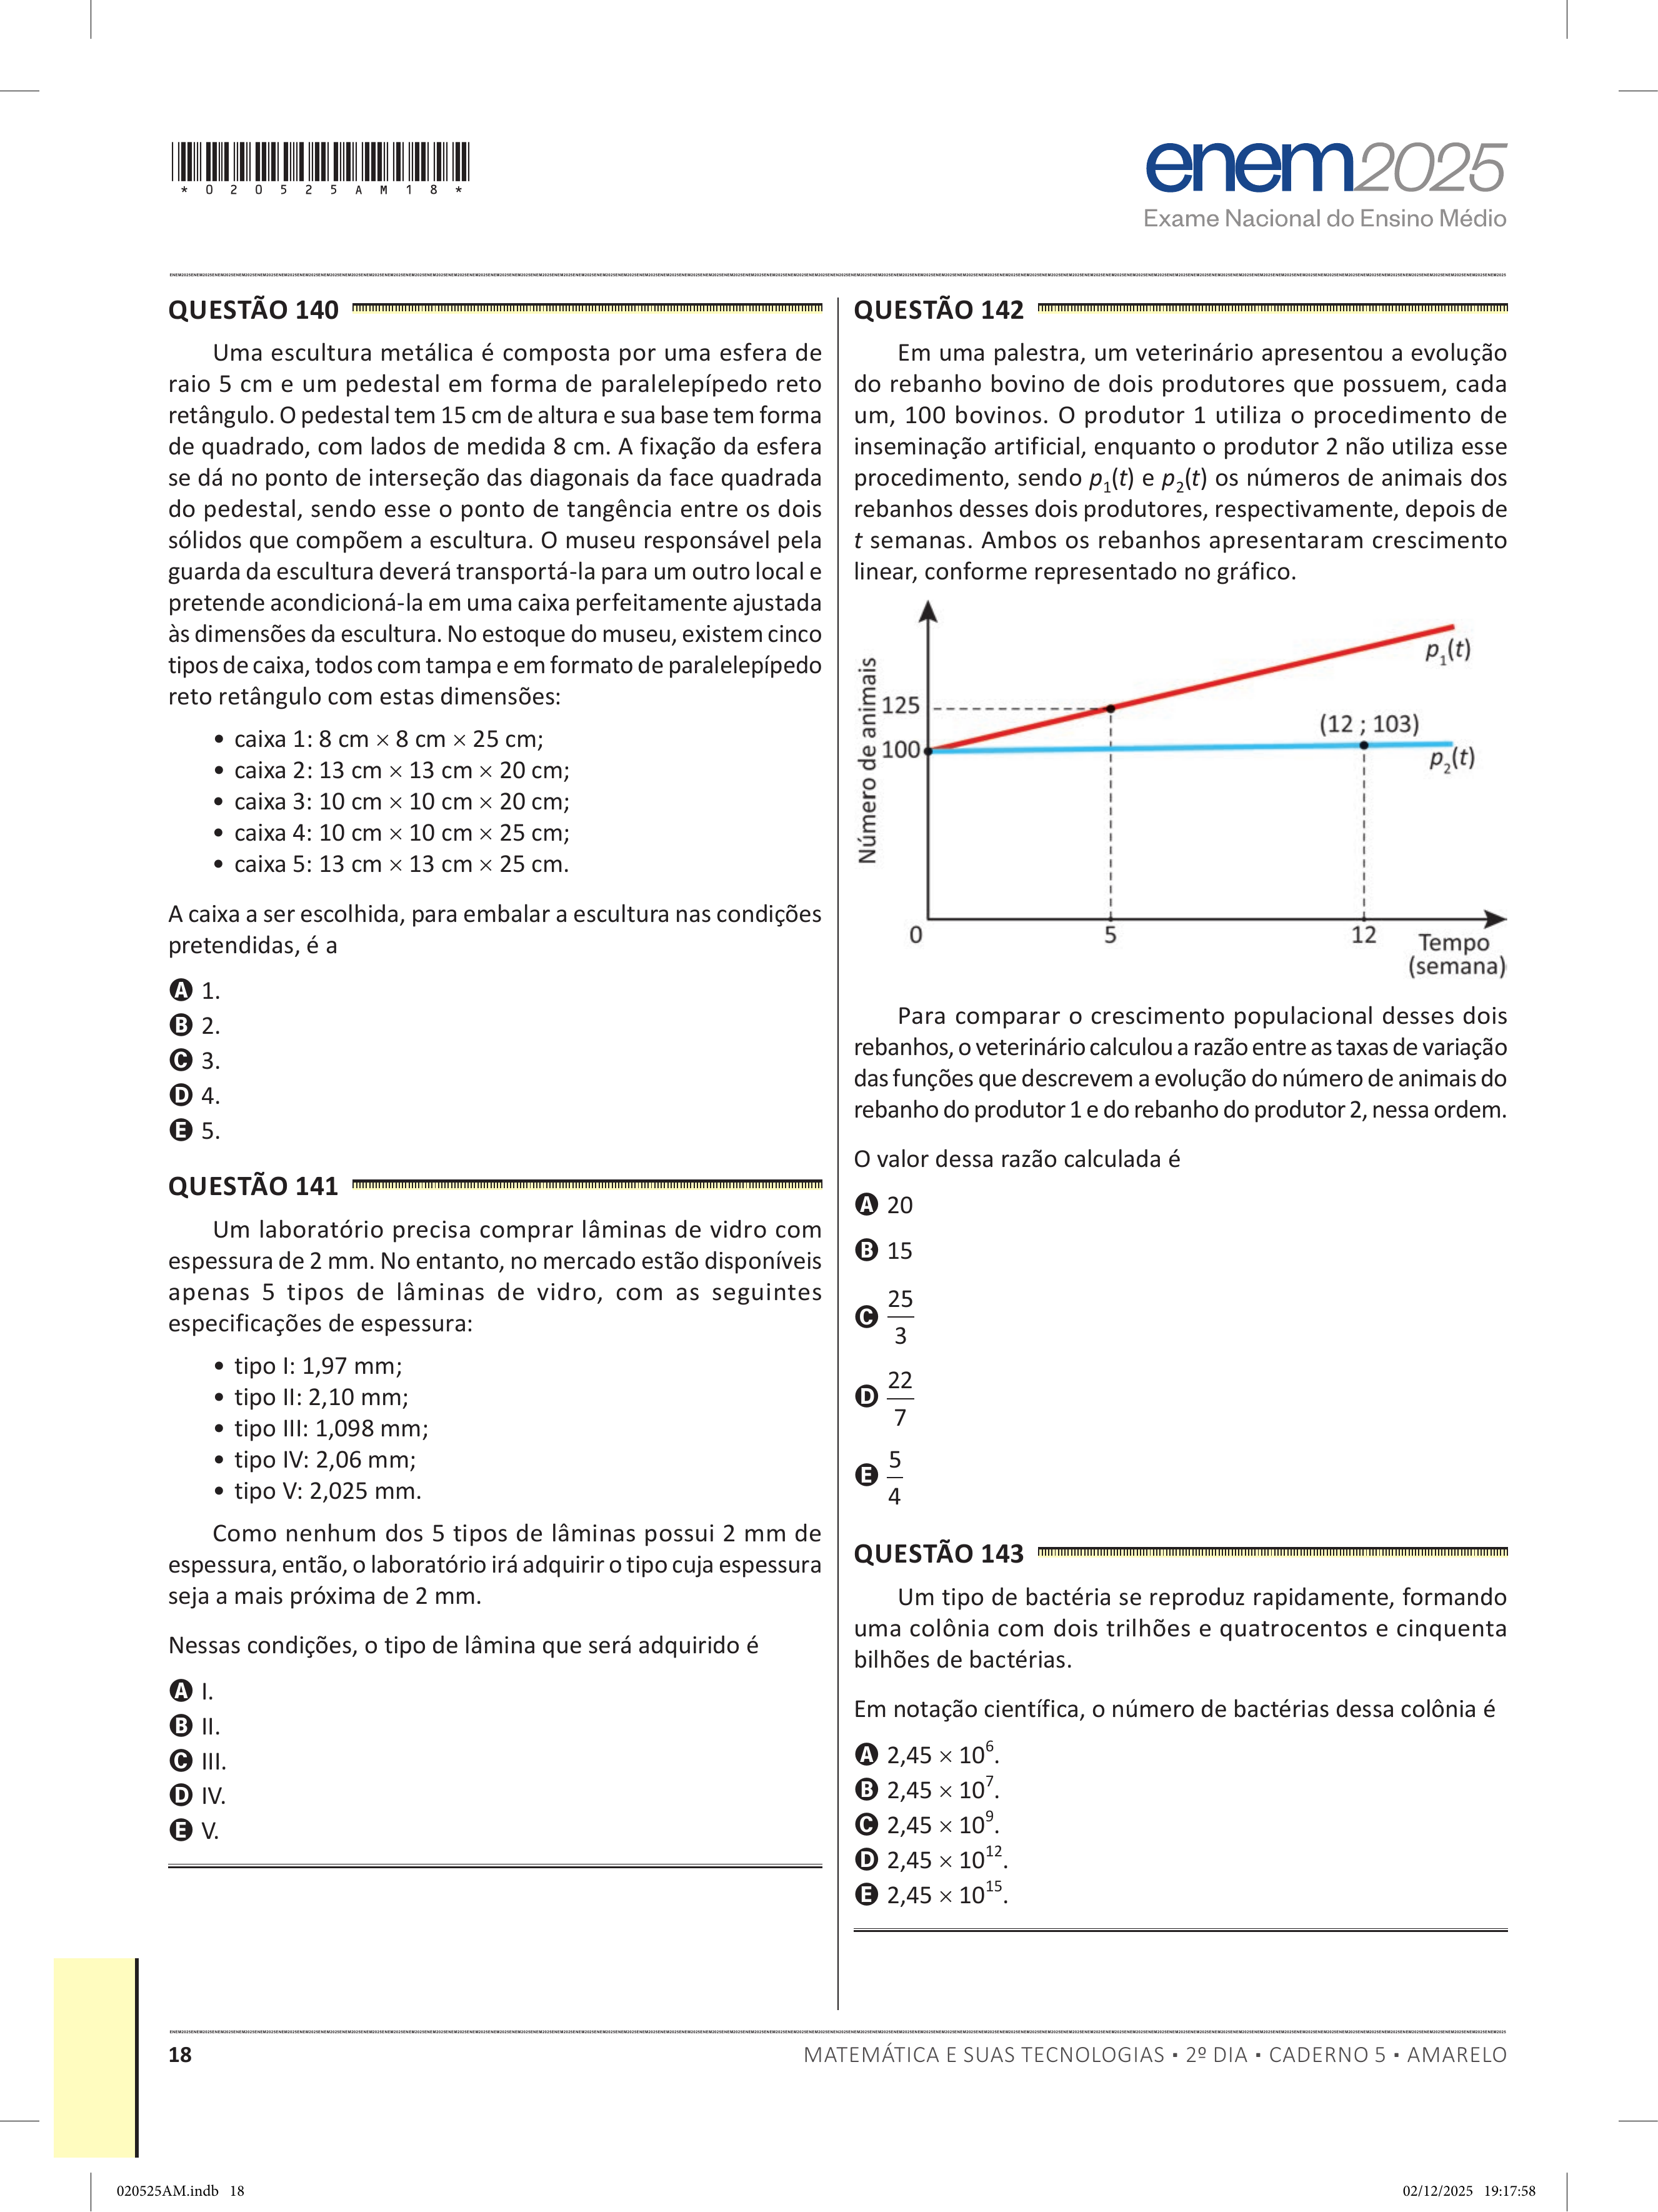 *020525AM18*
enem2025
Exame Nacional do Ensino Médio
QUESTÃO 140
Uma escultura metálica é composta por uma esfera de
raio 5 cm e um pedestal em forma de paralelepípedo reto
retângulo. O pedestal tem 15 cm de altura e sua base tem forma
de quadrado, com lados de medida 8 cm. A fixação da esfera
se dá no ponto de interseção das diagonais da face quadrada
do pedestal, sendo esse o ponto de tangência entre os dois
sólidos que compõem a escultura. O museu responsável pela
guarda da escultura deverá transportá-la para um outro local e
pretende acondicioná-la em uma caixa perfeitamente ajustada
às dimensões da escultura. No estoque do museu, existem cinco
tipos de caixa, todos com tampa e em formato de paralelepípedo
reto retângulo com estas dimensões:
• caixa 1: 8 cm × 8 cm × 25 cm;
• caixa 2: 13 cm × 13 cm × 20 cm;
• caixa 3: 10 cm × 10 cm × 20 cm;
• caixa 4: 10 cm × 10 cm × 25 cm;
• caixa 5: 13 cm × 13 cm × 25 cm.
A caixa a ser escolhida, para embalar a escultura nas condições
pretendidas, é a
A 1.
B 2.
C 3.
D 4.
E 5.
QUESTÃO 141
Um laboratório precisa comprar lâminas de vidro com
espessura de 2 mm. No entanto, no mercado estão disponíveis
apenas 5 tipos de lâminas de vidro, com as seguintes
especificações de espessura:
• tipo I: 1,97 mm;
• tipo II: 2,10 mm;
• tipo III: 1,098 mm;
• tipo IV: 2,06 mm;
• tipo V: 2,025 mm.
Como nenhum dos 5 tipos de lâminas possui 2 mm de
espessura, então, o laboratório irá adquirir o tipo cuja espessura
seja a mais próxima de 2 mm.
Nessas condições, o tipo de lâmina que será adquirido é
A I.
B II.
C III.
D IV.
E V.
QUESTÃO 142
Em uma palestra, um veterinário apresentou a evolução
do rebanho bovino de dois produtores que possuem, cada
um, 100 bovinos. O produtor 1 utiliza o procedimento de
inseminação artificial, enquanto o produtor 2 não utiliza esse
procedimento, sendo p₁(t) e p₂(t) os números de animais dos
rebanhos desses dois produtores, respectivamente, depois de
t semanas. Ambos os rebanhos apresentaram crescimento
linear, conforme representado no gráfico.
Número de animais
p₁(t)
125
(12 ; 103)
100
p₂(t)
0
5
12
Tempo
(semana)
Para comparar o crescimento populacional desses dois
rebanhos, o veterinário calculou a razão entre as taxas de variação
das funções que descrevem a evolução do número de animais do
rebanho do produtor 1 e do rebanho do produtor 2, nessa ordem.
O valor dessa razão calculada é
A 20
B 15
C 25/3
D 22/7
E 5/4
QUESTÃO 143
Um tipo de bactéria se reproduz rapidamente, formando
uma colônia com dois trilhões e quatrocentos e cinquenta
bilhões de bactérias.
Em notação científica, o número de bactérias dessa colônia é
A 2,45 × 10⁶.
B 2,45 × 10⁷.
C 2,45 × 10⁹.
D 2,45 × 10¹².
E 2,45 × 10¹⁵.
18
MATEMÁTICA E SUAS TECNOLOGIAS ▪ 2º DIA ▪ CADERNO 5 ▪ AMARELO
020525AM.indb 18
02/12/2025 19:17:58